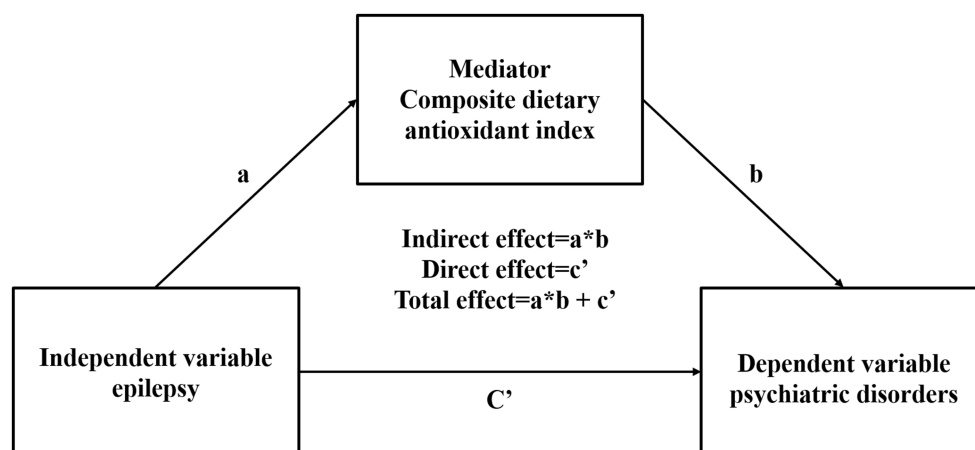 Mediator
Composite dietary
antioxidant index
a
b
Indirect effect=a*b
Direct effect=c’
Total effect=a*b + c’
Independent variable
epilepsy
C’
Dependent variable
psychiatric disorders